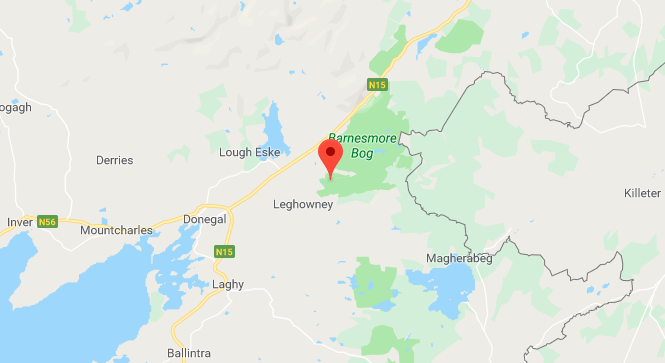 N15
ogagh
Barnesmore
Bog
Derries
Lough Eske
Killeter
Leghowney
Inver
N56
Donegal
Mountcharles
N15
Magherabeg
Laghy
Ballintra